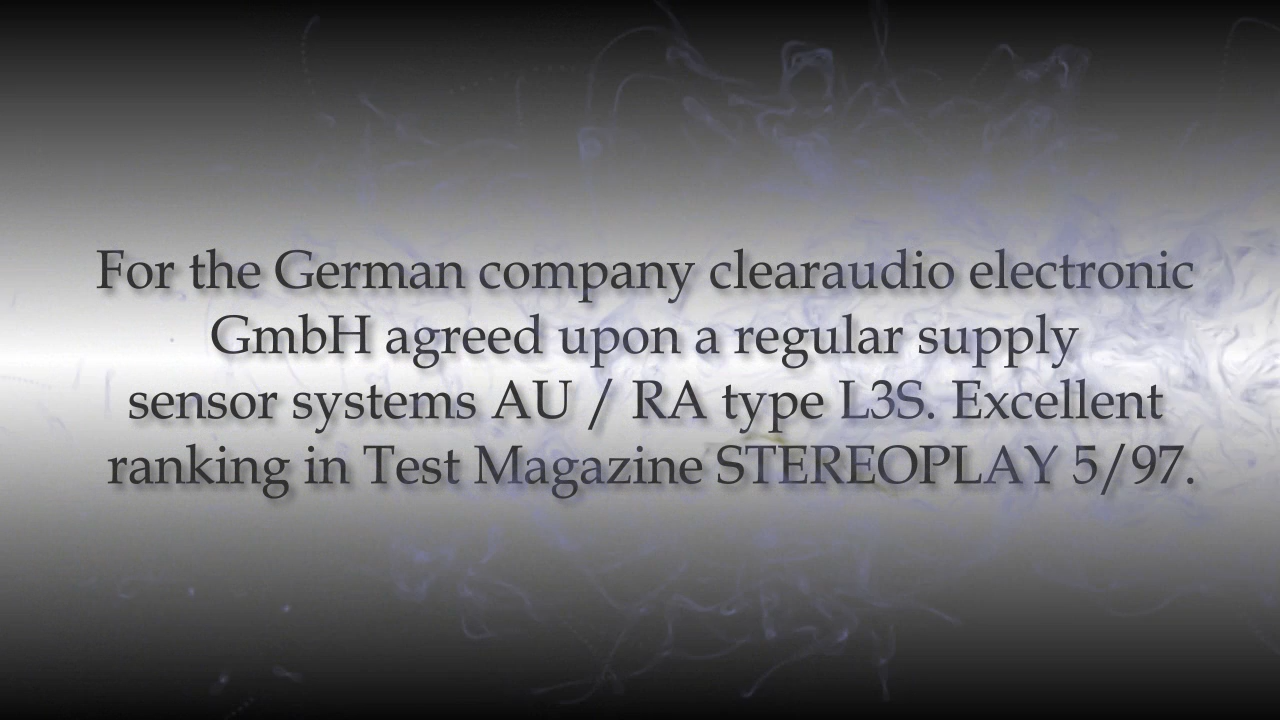 For the German company clearaudio electronic
GmbH agreed upon a regular supply
sensor systems AU / RA type L3S. Excellent
ranking in Test Magazine STEREOPLAY 5/97.